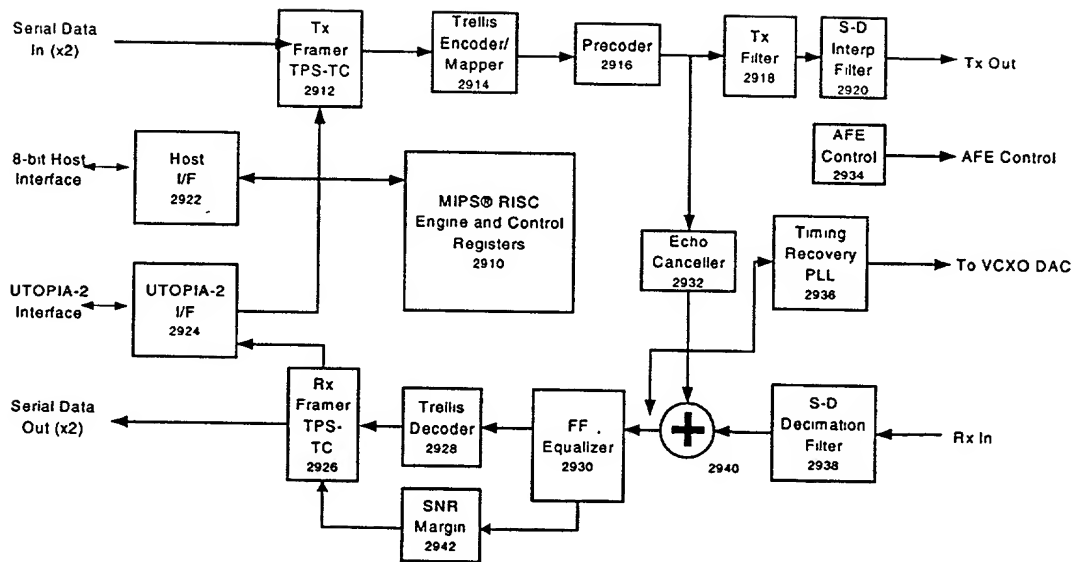 Serial Data
In (x2)
Tx
Framer
TPS-TC
2912
Trellis
Encoder/
Mapper
2914
Precoder
2916
Tx
Filter
2918
S-D
Interp
Filter
2920
Tx Out
8-bit Host
Interface
Host
I/F
2922
MIPS® RISC
Engine and Control
Registers
2910
AFE
Control
2934
AFE Control
Echo
Canceller
2932
Timing
Recovery
PLL
2936
To VCXO DAC
UTOPIA-2
Interface
UTOPIA-2
I/F
2924
Serial Data
Out (x2)
Rx
Framer
TPS-
TC
2926
Trellis
Decoder
2928
FF
Equalizer
2930
+
2940
S-D
Decimation
Filter
2938
Rx In
SNR
Margin
2942